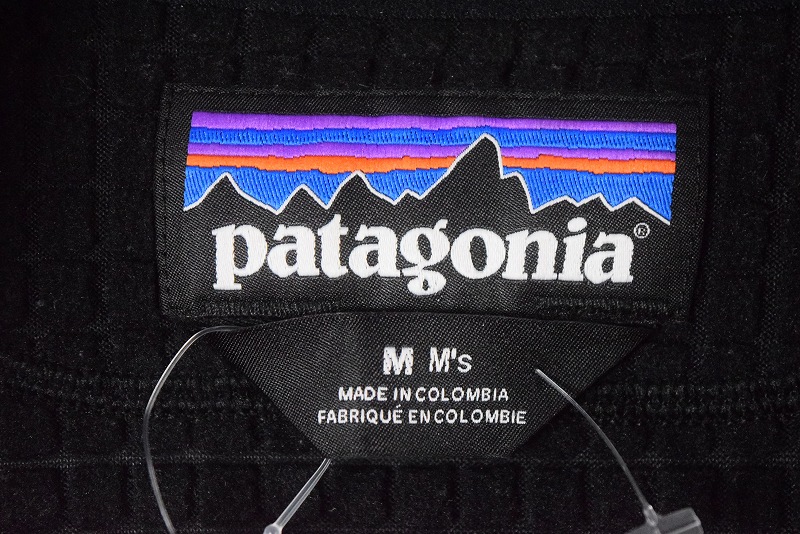 patagonia®
M M's
MADE IN COLOMBIA
FABRIQUÉ EN COLOMBIE